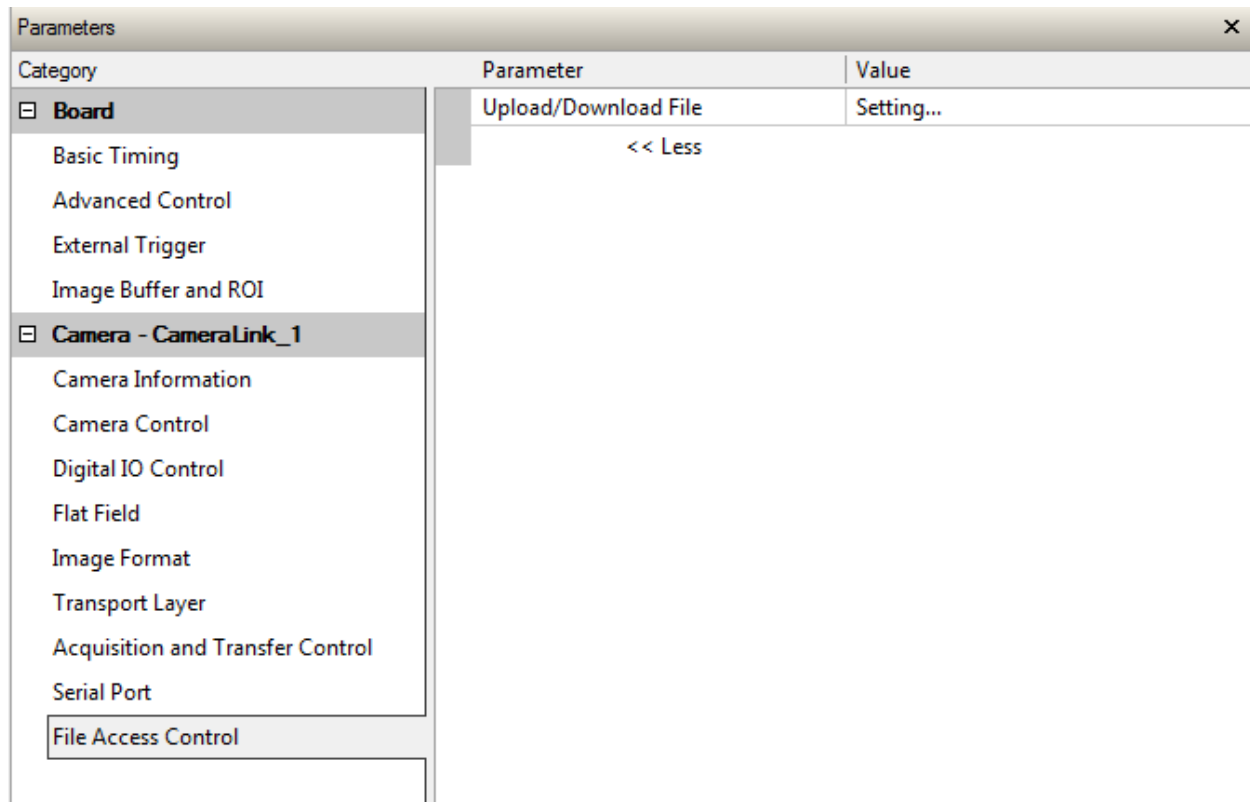 Parameters
Category
Parameter
Value
Board
Upload/Download File
Setting...
Basic Timing
<< Less
Advanced Control
External Trigger
Image Buffer and ROI
Camera - CameraLink_1
Camera Information
Camera Control
Digital IO Control
Flat Field
Image Format
Transport Layer
Acquisition and Transfer Control
Serial Port
File Access Control